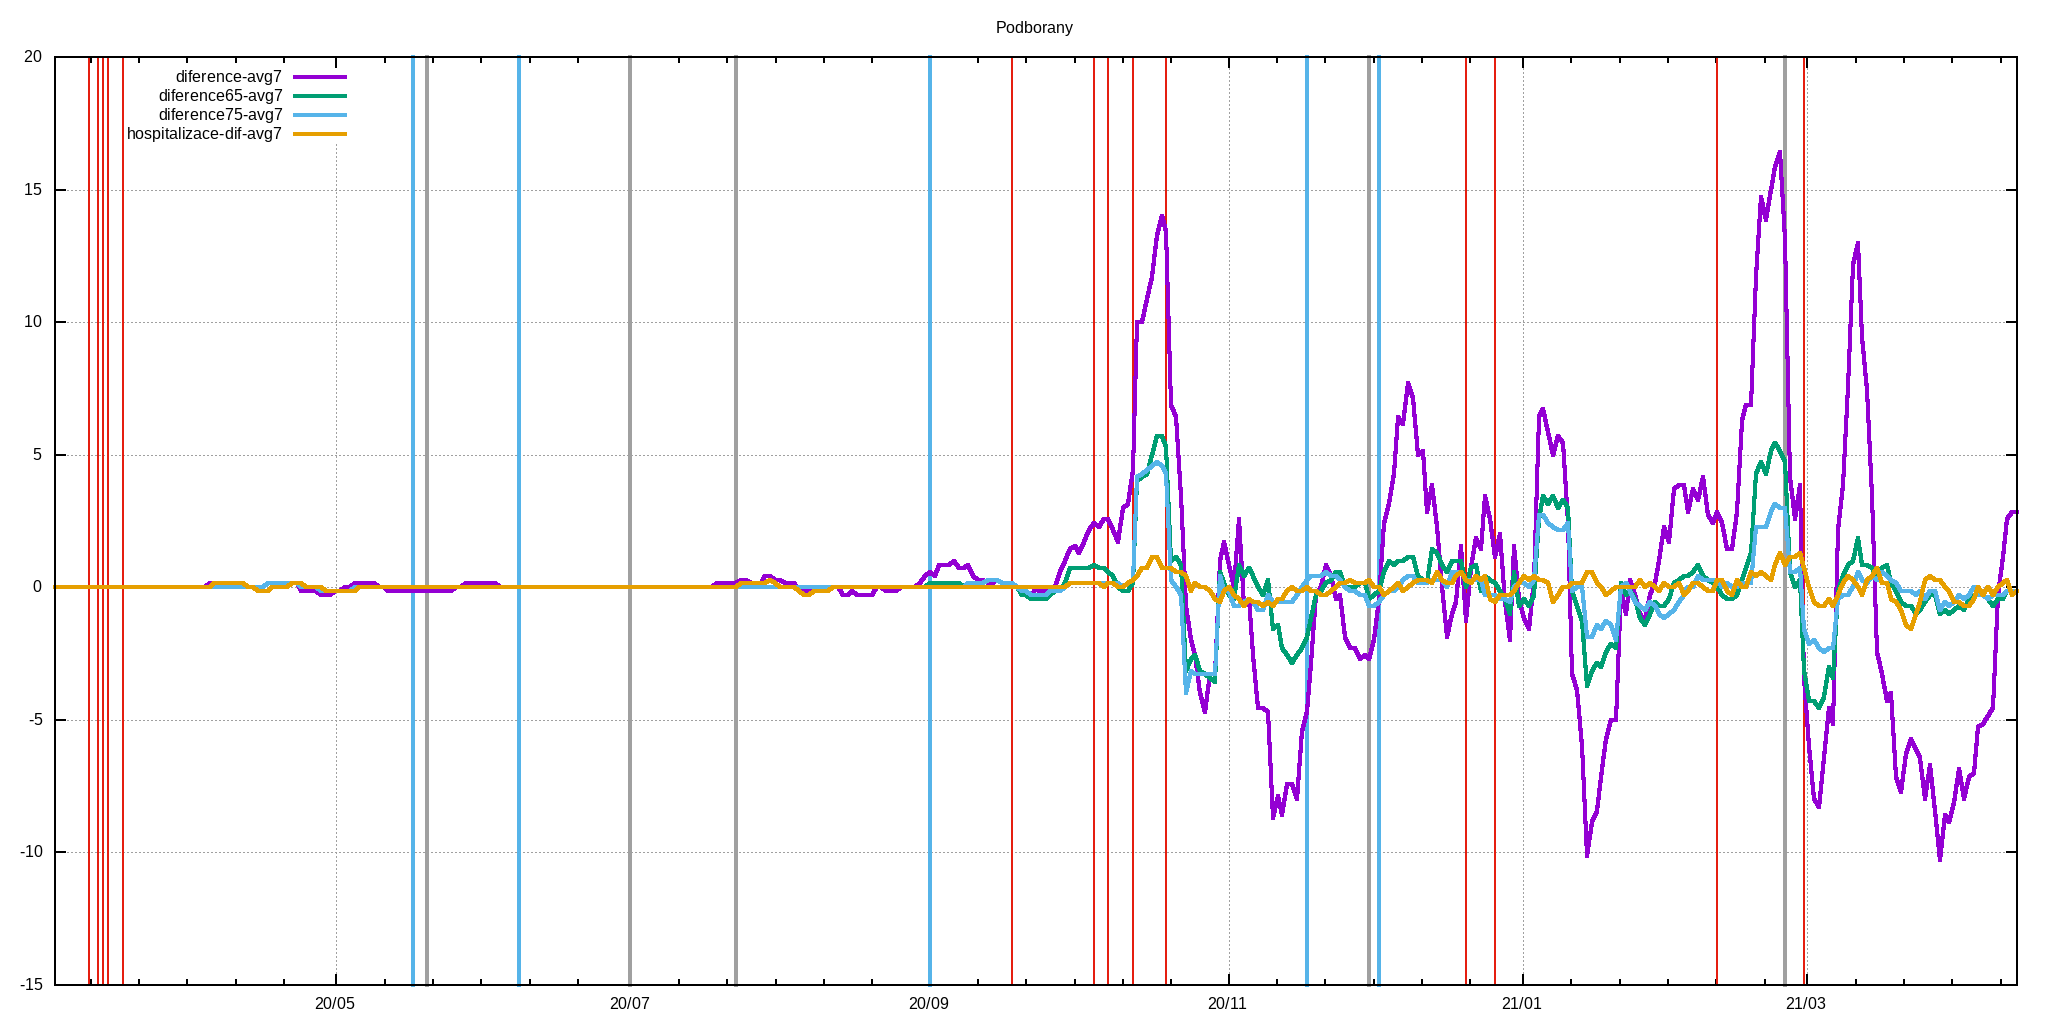 Podborany
20
15
10
5
0
-5
-10
-15
diference-avg7
diference65-avg7
diference75-avg7
hospitalizace-dif-avg7
20/05 20/07 20/09 20/11 21/01 21/03